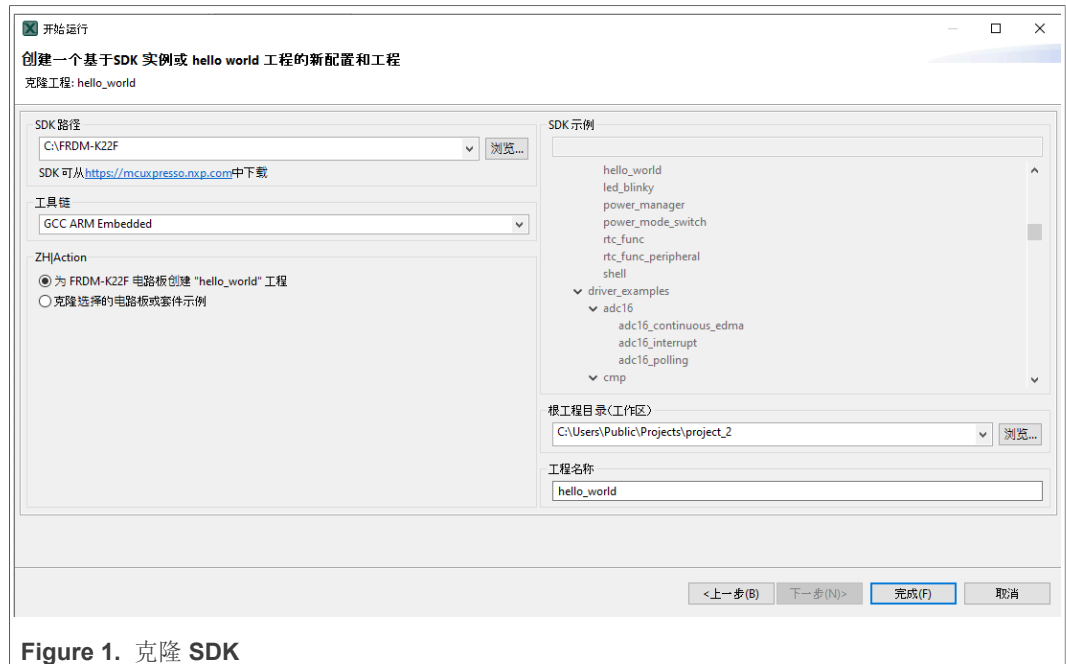 开始运行
创建一个基于SDK 实例或 hello world 工程的新配置和工程
克隆工程: hello_world
SDK 路径
C:\FRDM-K22F
浏览...
SDK 可从https://mcuxpresso.nxp.com中下载
工具链
GCC ARM Embedded
ZH|Action
为 FRDM-K22F 电路板创建 "hello_world" 工程
克隆选择的电路板或套件示例
SDK 示例
hello_world
led_blinky
power_manager
power_mode_switch
rtc_func
rtc_func_peripheral
shell
driver_examples
adc16
adc16_continuous_edma
adc16_interrupt
adc16_polling
cmp
根工程目录(工作区)
C:\Users\Public\Projects\project_2
浏览...
工程名称
hello_world
<上一步(B)
下一步(N)>
完成(F)
取消
Figure 1. 克隆 SDK